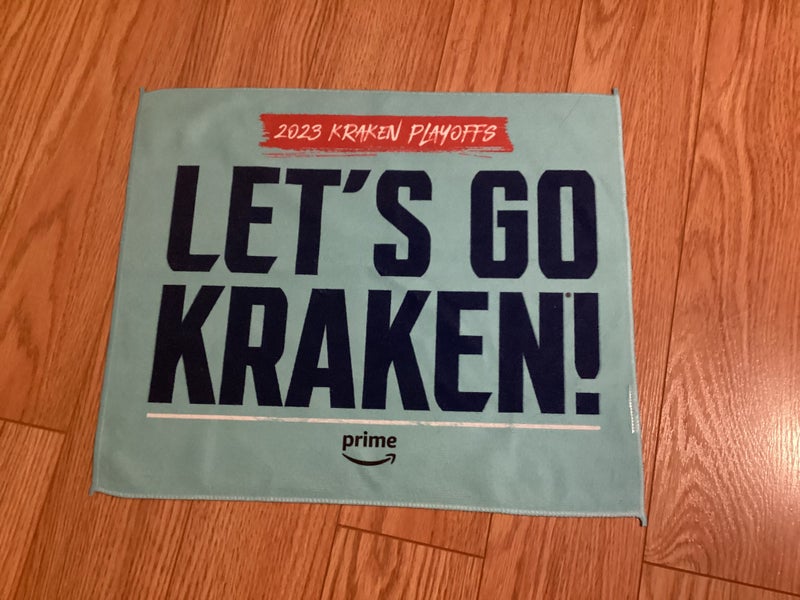 2023 KRAKEN PLAYOFFS
LET'S GO
KRAKEN!
prime